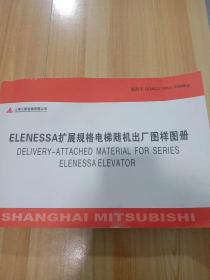 上海三菱电梯有限公司
ELENESSA扩展规格电梯随机出厂图样图册
DELIVERY-ATTACHED MATERIAL FOR SERIES
ELENESSA ELEVATOR
SHANGHAI MITSUBISHI